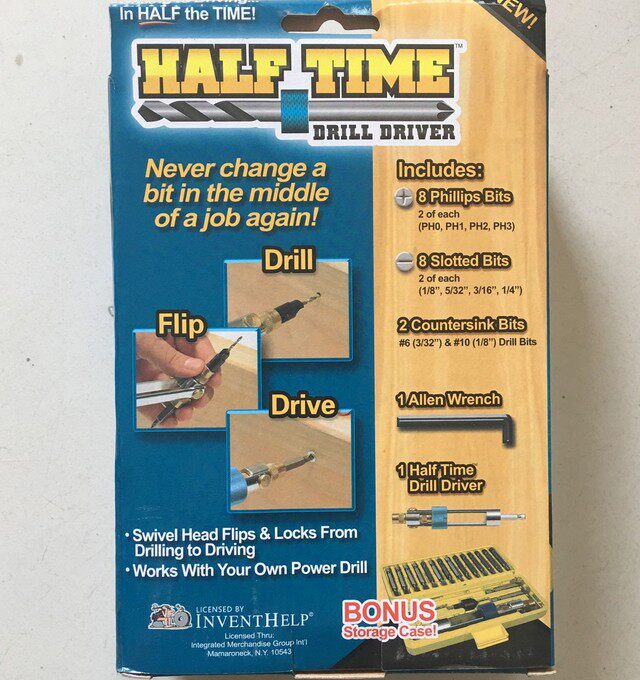 In HALF the TIME!
NEW!
HALF TIME™
DRILL DRIVER
Never change a
bit in the middle
of a job again!
Drill
Flip
Drive
• Swivel Head Flips & Locks From
Drilling to Driving
• Works With Your Own Power Drill
LICENSED BY
INVENTHELP®
Licensed Thru:
Integrated Merchandise Group Int'l
Mamaroneck, N.Y. 10543
Includes:
8 Phillips Bits
2 of each
(PH0, PH1, PH2, PH3)
8 Slotted Bits
2 of each
(1/8", 5/32", 3/16", 1/4")
2 Countersink Bits
#6 (3/32") & #10 (1/8") Drill Bits
1 Allen Wrench
1 Half Time
Drill Driver
BONUS
Storage Case!